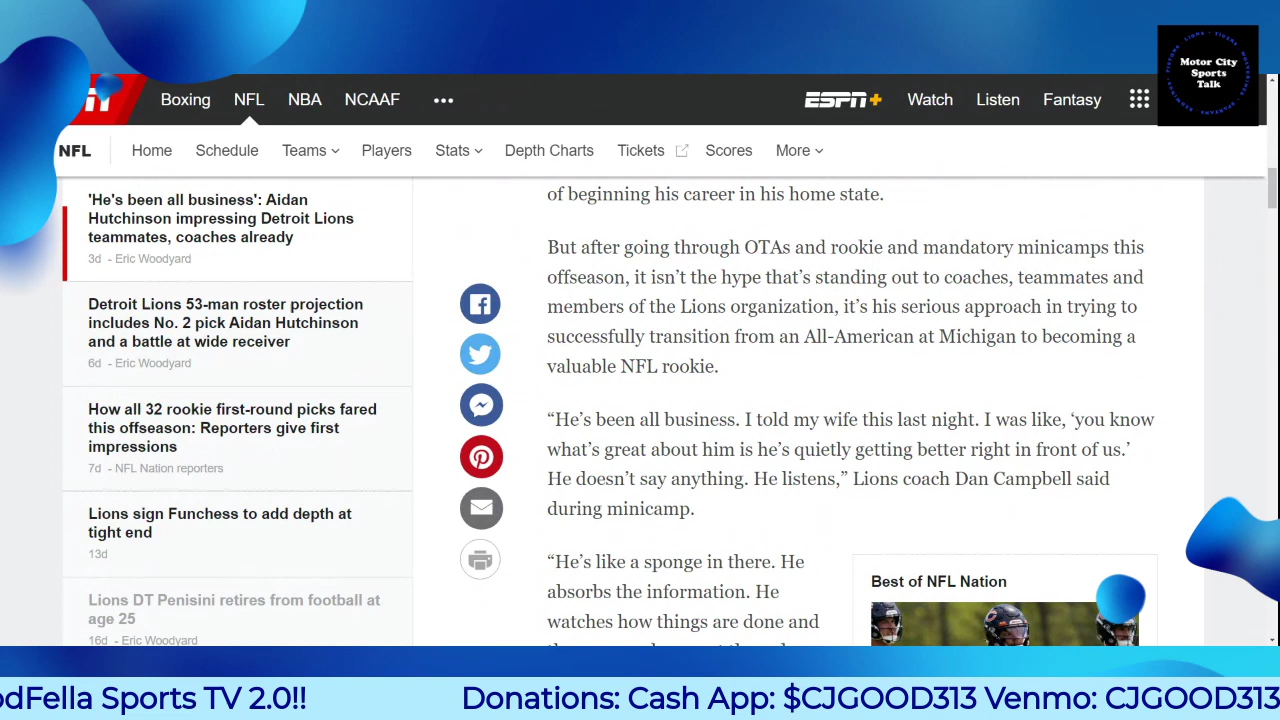 Motor City
Sports
Talk
Boxing NFL NBA NCAAF
ESPN+ Watch Listen Fantasy
NFL Home Schedule Teams Players Stats Depth Charts Tickets Scores More
'He's been all business': Aidan
Hutchinson impressing Detroit Lions
teammates, coaches already
3d - Eric Woodyard
Detroit Lions 53-man roster projection
includes No. 2 pick Aidan Hutchinson
and a battle at wide receiver
6d - Eric Woodyard
How all 32 rookie first-round picks fared
this offseason: Reporters give first
impressions
7d - NFL Nation reporters
Lions sign Funchess to add depth at
tight end
13d
Lions DT Penisini retires from football at
age 25
16d - Eric Woodyard
of beginning his career in his home state.
But after going through OTAs and rookie and mandatory minicamps this
offseason, it isn’t the hype that’s standing out to coaches, teammates and
members of the Lions organization, it’s his serious approach in trying to
successfully transition from an All-American at Michigan to becoming a
valuable NFL rookie.
“He’s been all business. I told my wife this last night. I was like, ‘you know
what’s great about him is he’s quietly getting better right in front of us.’
He doesn’t say anything. He listens,” Lions coach Dan Campbell said
during minicamp.
“He’s like a sponge in there. He
absorbs the information. He
watches how things are done and
Best of NFL Nation
odFella Sports TV 2.0!! Donations: Cash App: $CJGOOD313 Venmo: CJGOOD313